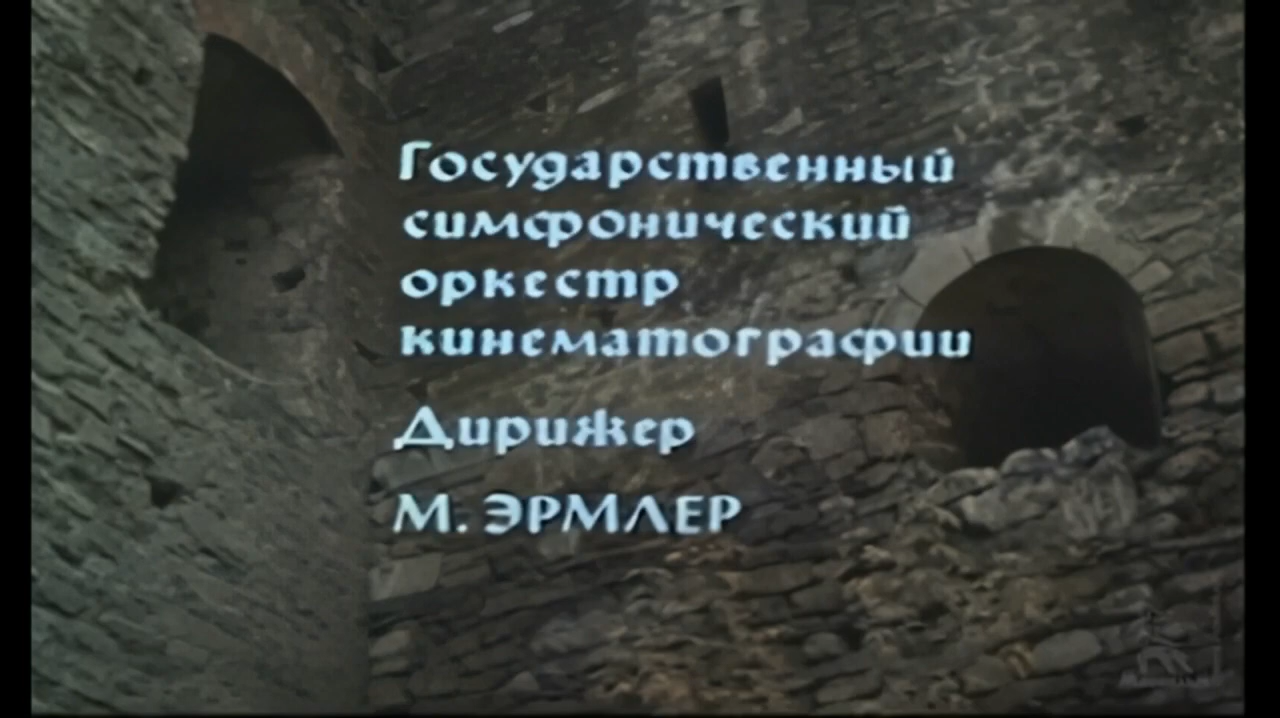 Государственный
симфонический
оркестр
кинематографии
Дирижер
М. ЭРМЛЕР